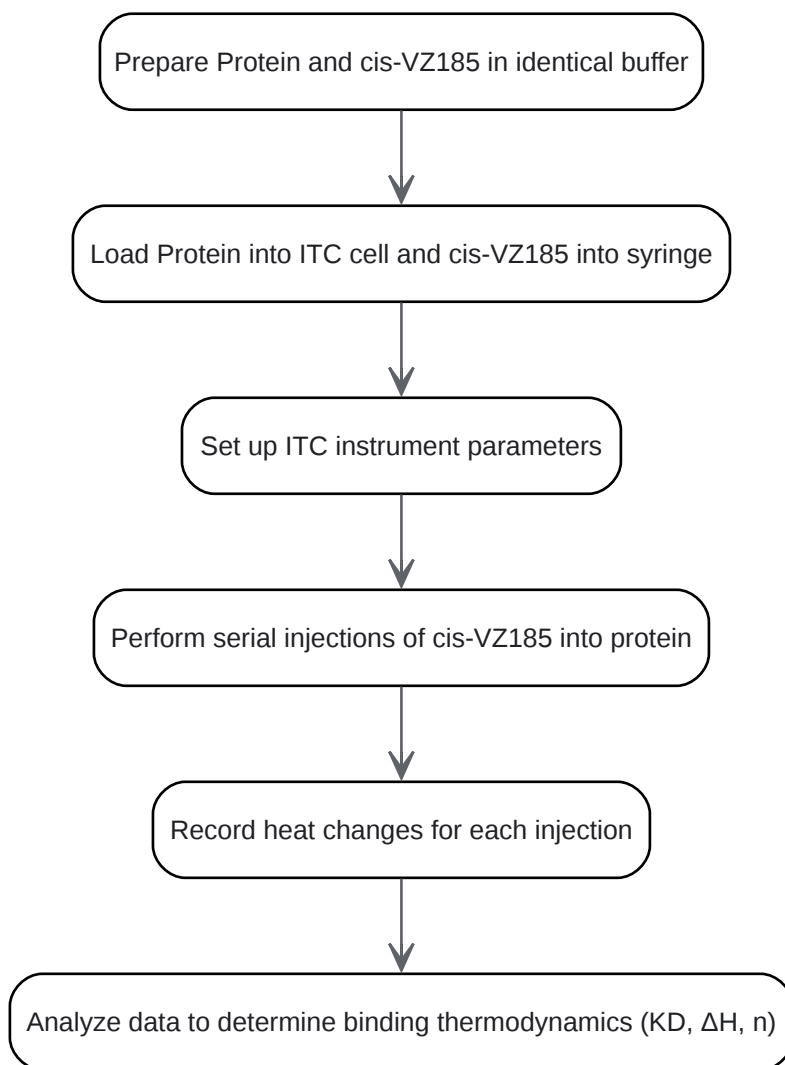 Prepare Protein and cis-VZ185 in identical buffer
Load Protein into ITC cell and cis-VZ185 into syringe
Set up ITC instrument parameters
Perform serial injections of cis-VZ185 into protein
Record heat changes for each injection
Analyze data to determine binding thermodynamics (KD, ΔH, n)